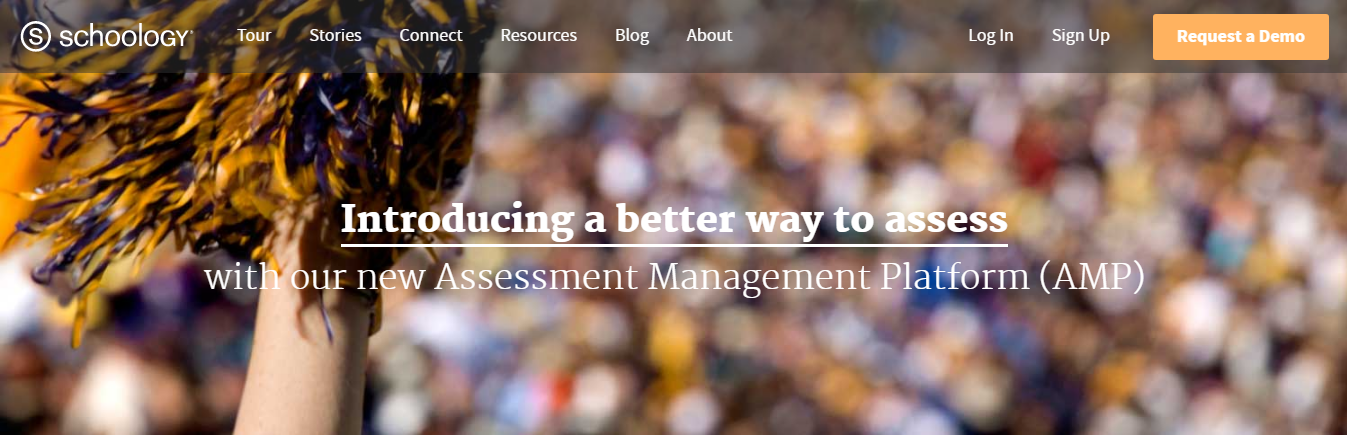 schoology®
Tour
Stories
Connect
Resources
Blog
About
Log In
Sign Up
Request a Demo
Introducing a better way to assess
with our new Assessment Management Platform (AMP)